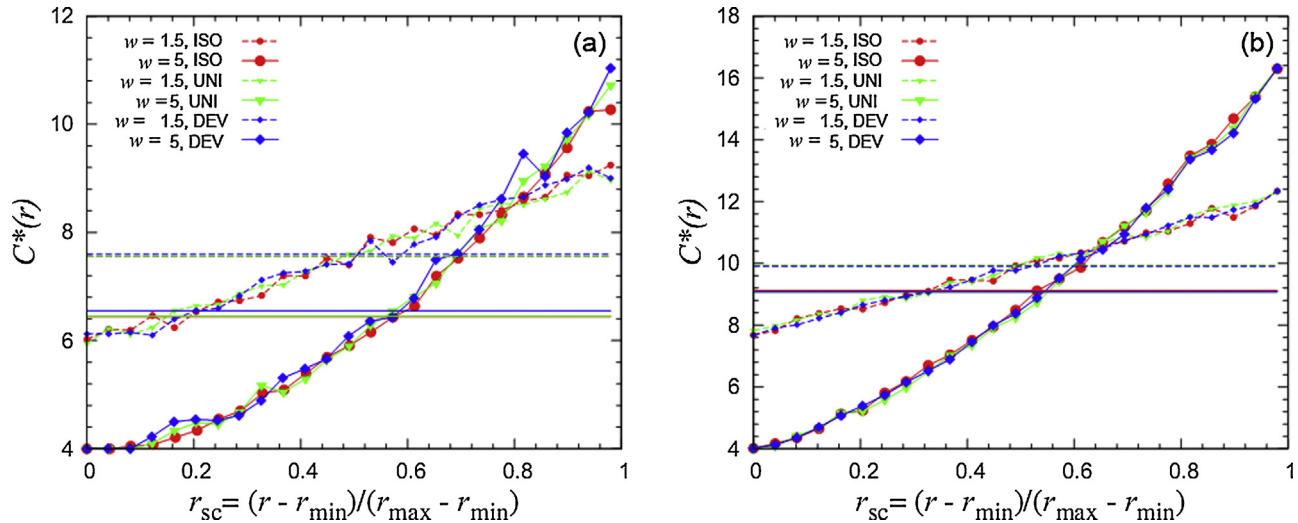 12
10
8
6
4
C*(r)
w = 1.5, ISO
w = 5, ISO
w = 1.5, UNI
w = 5, UNI
w = 1.5, DEV
w = 5, DEV
(a)
0 0.2 0.4 0.6 0.8 1
r_sc = (r - r_min)/(r_max - r_min)
18
16
14
12
10
8
6
4
C*(r)
w = 1.5, ISO
w = 5, ISO
w = 1.5, UNI
w = 5, UNI
w = 1.5, DEV
w = 5, DEV
(b)
0 0.2 0.4 0.6 0.8 1
r_sc = (r - r_min)/(r_max - r_min)